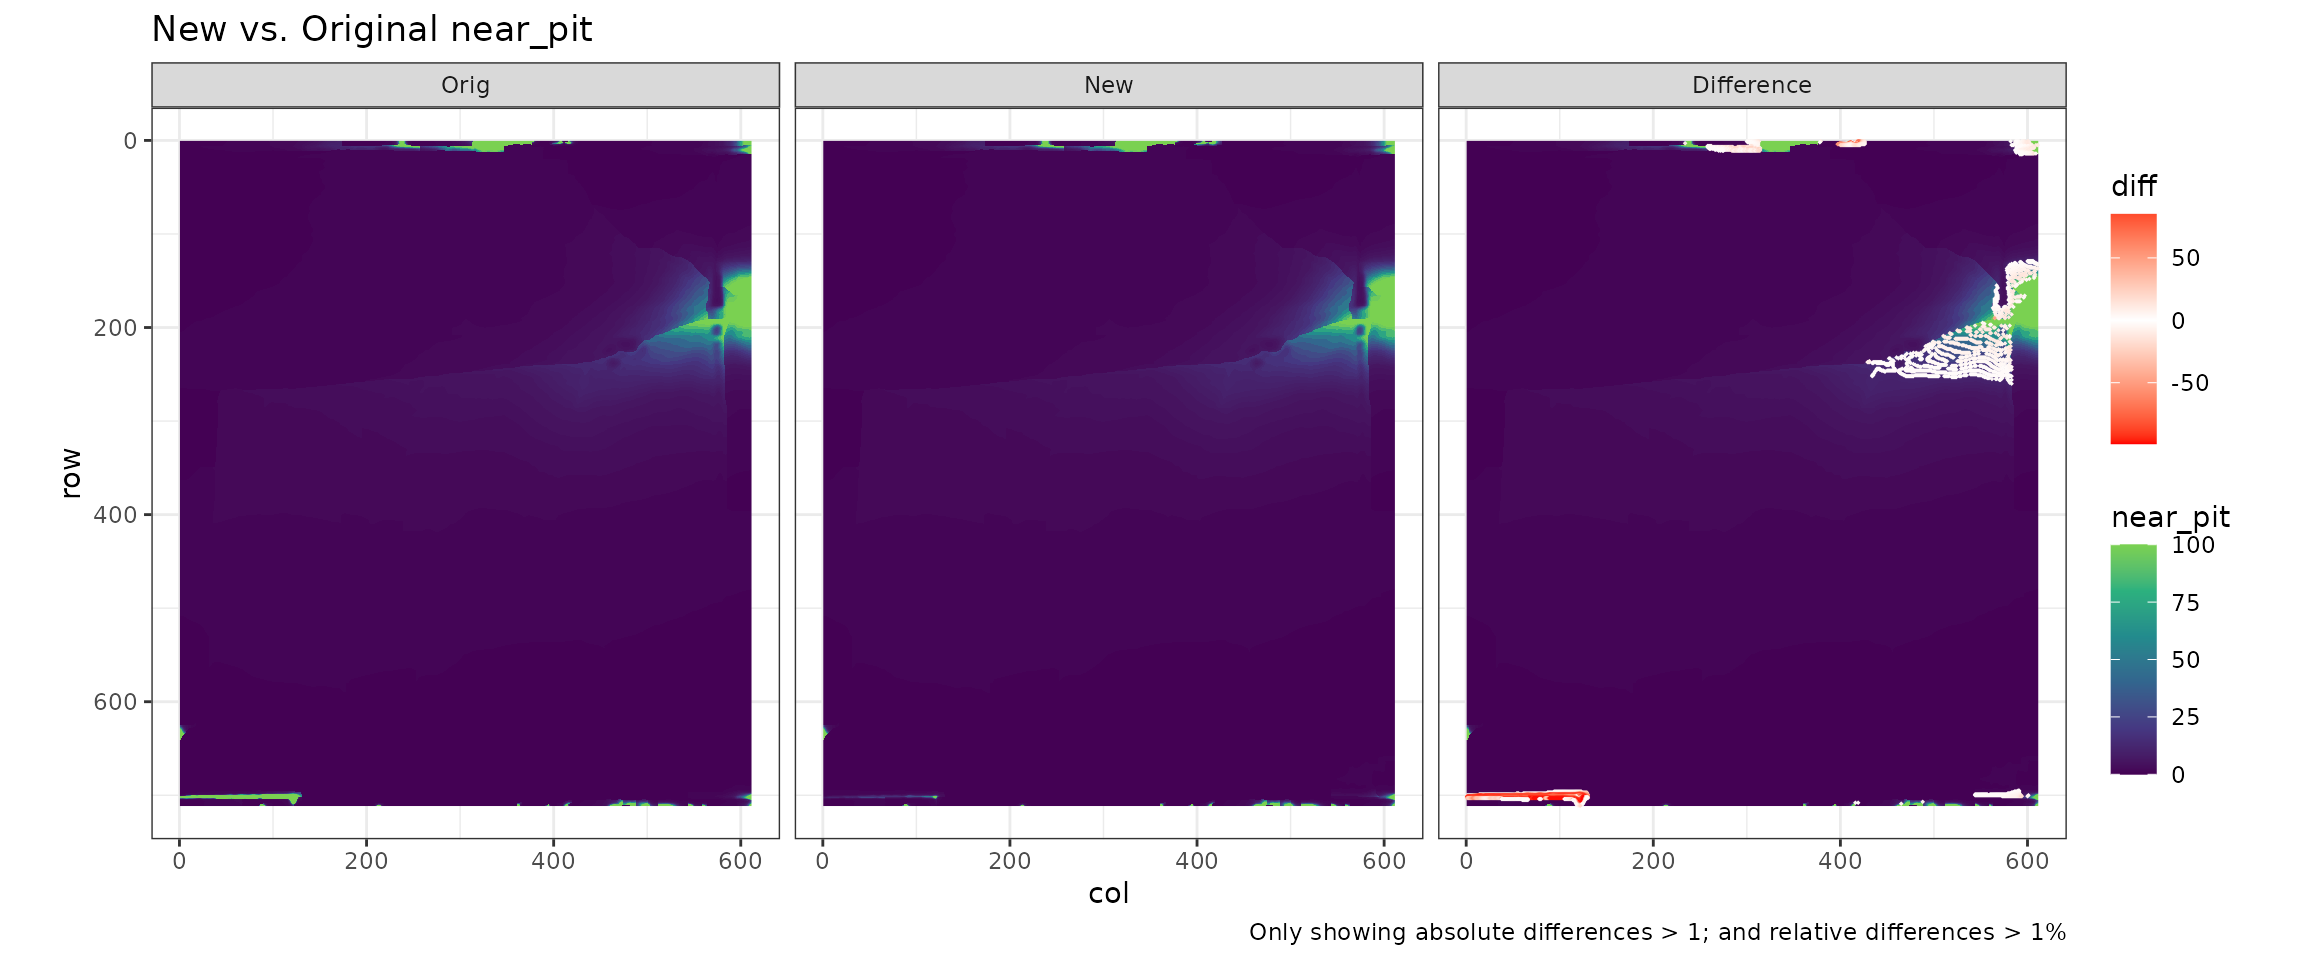 New vs. Original near_pit
Orig New Difference
0
200
400
600
row
0 200 400 600 0 200 400 600 0 200 400 600
col
diff
50
0
-50
near_pit
100
75
50
25
0
Only showing absolute differences > 1; and relative differences > 1%